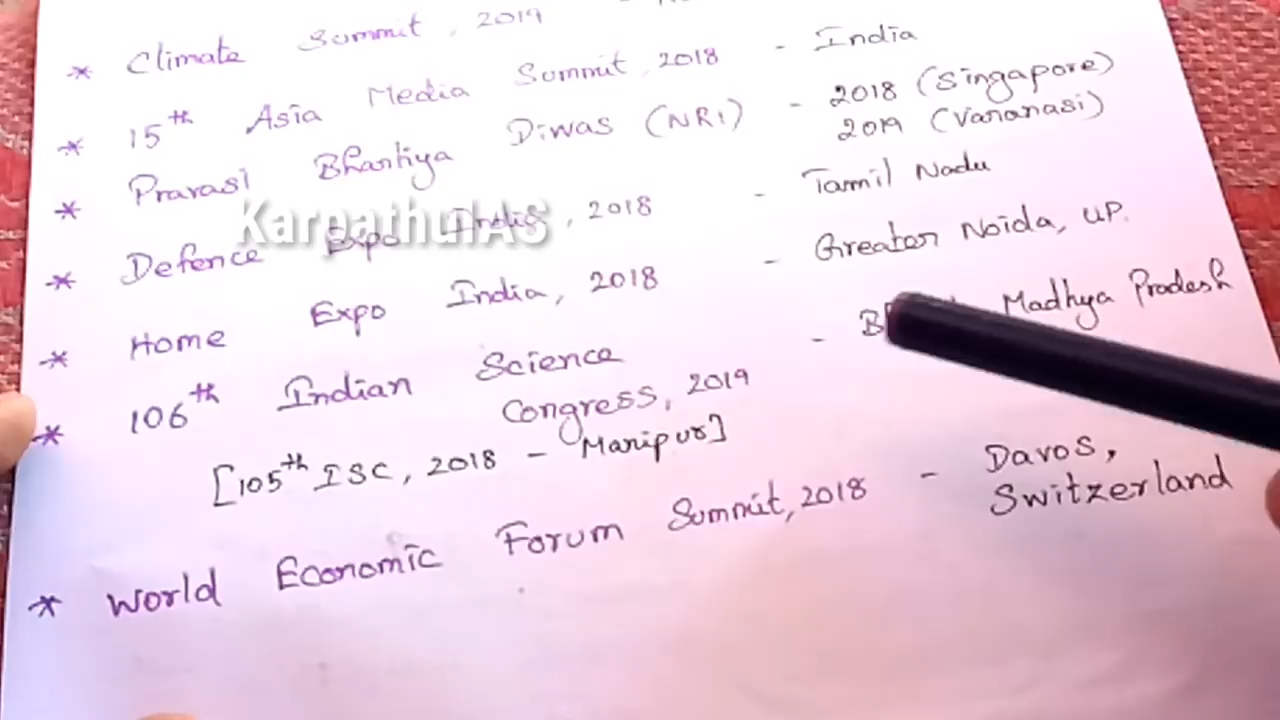 * Climate Summit, 2019 -
* 15th Asia Media Summit, 2018 - India
* Pravasi Bhartiya Diwas (NRI) - 2018 (Singapore)
2019 (Varanasi)
* Defence Expo India, 2018 - Tamil Nadu
KarpathuIAS
* Home Expo India, 2018 - Greater Noida, UP.
* 106th Indian Science
Congress, 2019 - Madhya Pradesh
[105th ISC, 2018 - Manipur]
* World Economic Forum Summit, 2018 - Davos,
Switzerland